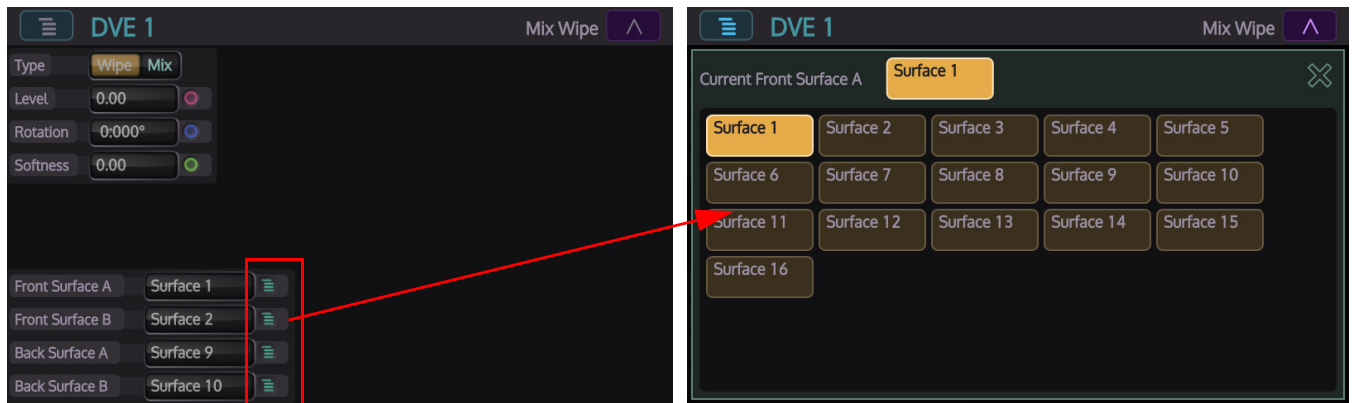 DVE 1
Mix Wipe
Type Wipe Mix
Level 0.00
Rotation 0:000°
Softness 0.00
Front Surface A Surface 1
Front Surface B Surface 2
Back Surface A Surface 9
Back Surface B Surface 10
DVE 1
Mix Wipe
Current Front Surface A Surface 1
Surface 1 Surface 2 Surface 3 Surface 4 Surface 5
Surface 6 Surface 7 Surface 8 Surface 9 Surface 10
Surface 11 Surface 12 Surface 13 Surface 14 Surface 15
Surface 16